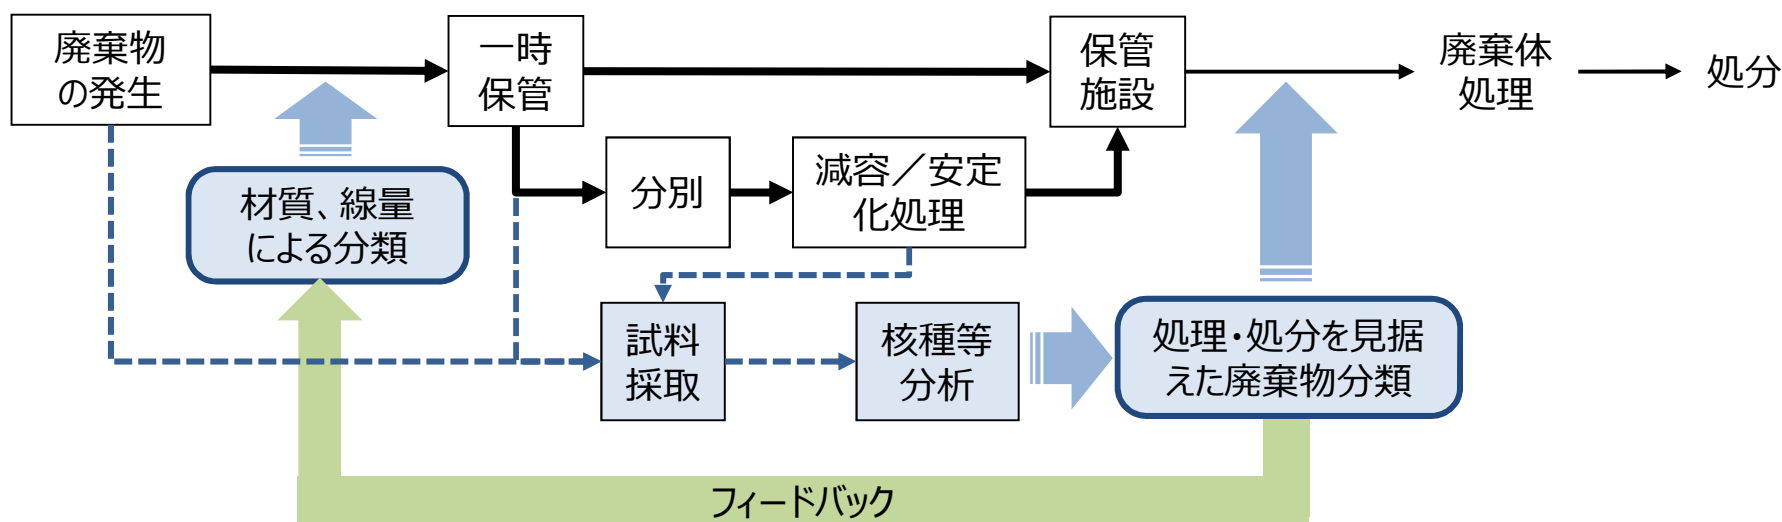 廃棄物
の発生
一時
保管
保管
施設
廃棄体
処理
処分
分別
減容／安定
化処理
材質、線量
による分類
試料
採取
核種等
分析
処理・処分を見据
えた廃棄物分類
フィードバック